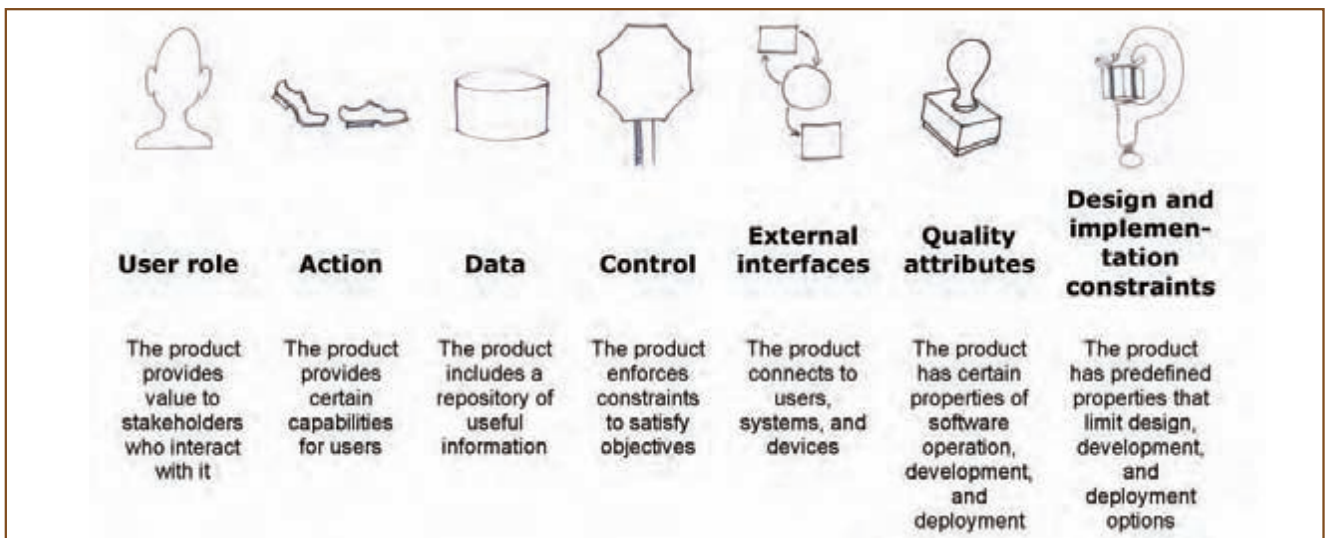 User role
The product
provides
value to
stakeholders
who interact
with it
Action
The product
provides
certain
capabilities
for users
Data
The product
includes a
repository of
useful
information
Control
The product
enforces
constraints
to satisfy
objectives
External
interfaces
The product
connects to
users,
systems, and
devices
Quality
attributes
The product
has certain
properties of
software
operation,
development,
and
deployment
Design and
implemen-
tation
constraints
The product
has predefined
properties that
limit design,
development,
and
deployment
options